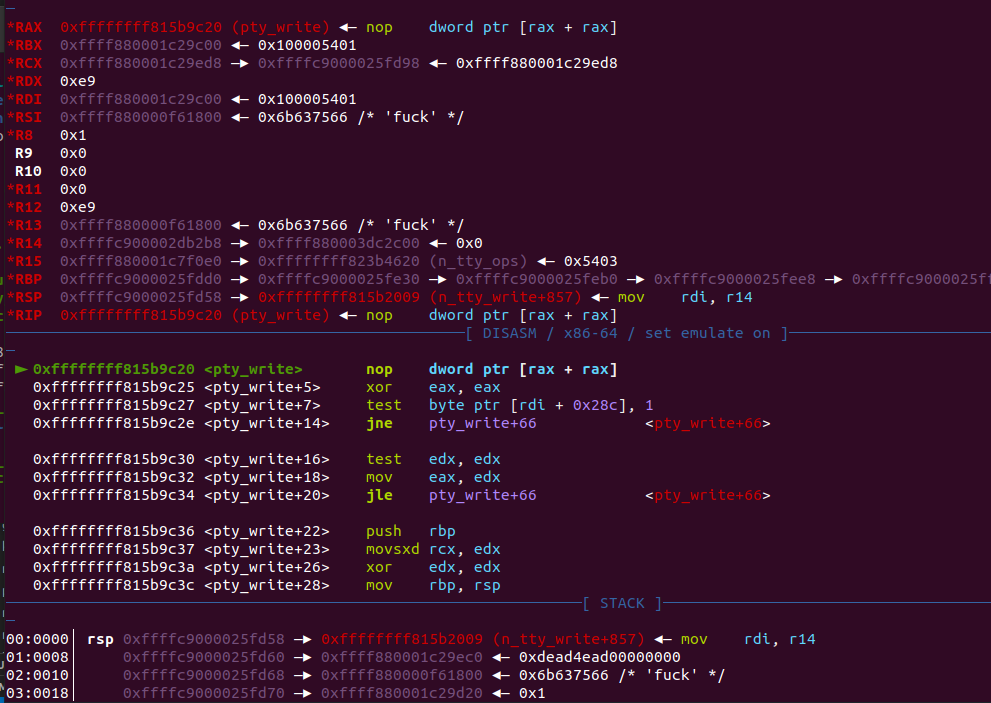 *RAX 0xffffffff815b9c20 (pty_write) ◂— nop dword ptr [rax + rax]
*RBX 0xffff880001c29c00 ◂— 0x100005401
*RCX 0xffff880001c29ed8 —▸ 0xffffc9000025fd98 ◂— 0xffff880001c29ed8
*RDX 0xe9
*RDI 0xffff880001c29c00 ◂— 0x100005401
*RSI 0xffff880000f61800 ◂— 0x6b637566 /* 'fuck' */
*R8 0x1
R9 0x0
R10 0x0
*R11 0x0
*R12 0xe9
*R13 0xffff880000f61800 ◂— 0x6b637566 /* 'fuck' */
*R14 0xffffc900002db2b8 —▸ 0xffff880003dc2c00 ◂— 0x0
*R15 0xffff880001c7f0e0 —▸ 0xffffffff823b4620 (n_tty_ops) ◂— 0x5403
*RBP 0xffffc9000025fdd0 —▸ 0xffffc9000025fe30 —▸ 0xffffc9000025feb0 —▸ 0xffffc9000025fee8 —▸ 0xffffc9000025ff
*RSP 0xffffc9000025fd58 —▸ 0xffffffff815b2009 (n_tty_write+857) ◂— mov rdi, r14
*RIP 0xffffffff815b9c20 (pty_write) ◂— nop dword ptr [rax + rax]
[ DISASM / x86-64 / set emulate on ]
► 0xffffffff815b9c20 <pty_write> nop dword ptr [rax + rax]
0xffffffff815b9c25 <pty_write+5> xor eax, eax
0xffffffff815b9c27 <pty_write+7> test byte ptr [rdi + 0x28c], 1
0xffffffff815b9c2e <pty_write+14> jne pty_write+66 <pty_write+66>
0xffffffff815b9c30 <pty_write+16> test edx, edx
0xffffffff815b9c32 <pty_write+18> mov eax, edx
0xffffffff815b9c34 <pty_write+20> jle pty_write+66 <pty_write+66>
0xffffffff815b9c36 <pty_write+22> push rbp
0xffffffff815b9c37 <pty_write+23> movsxd rcx, edx
0xffffffff815b9c3a <pty_write+26> xor edx, edx
0xffffffff815b9c3c <pty_write+28> mov rbp, rsp
[ STACK ]
00:0000│ rsp 0xffffc9000025fd58 —▸ 0xffffffff815b2009 (n_tty_write+857) ◂— mov rdi, r14
01:0008│ 0xffffc9000025fd60 —▸ 0xffff880001c29ec0 ◂— 0xdead4ead00000000
02:0010│ 0xffffc9000025fd68 —▸ 0xffff880000f61800 ◂— 0x6b637566 /* 'fuck' */
03:0018│ 0xffffc9000025fd70 —▸ 0xffff880001c29d20 ◂— 0x1